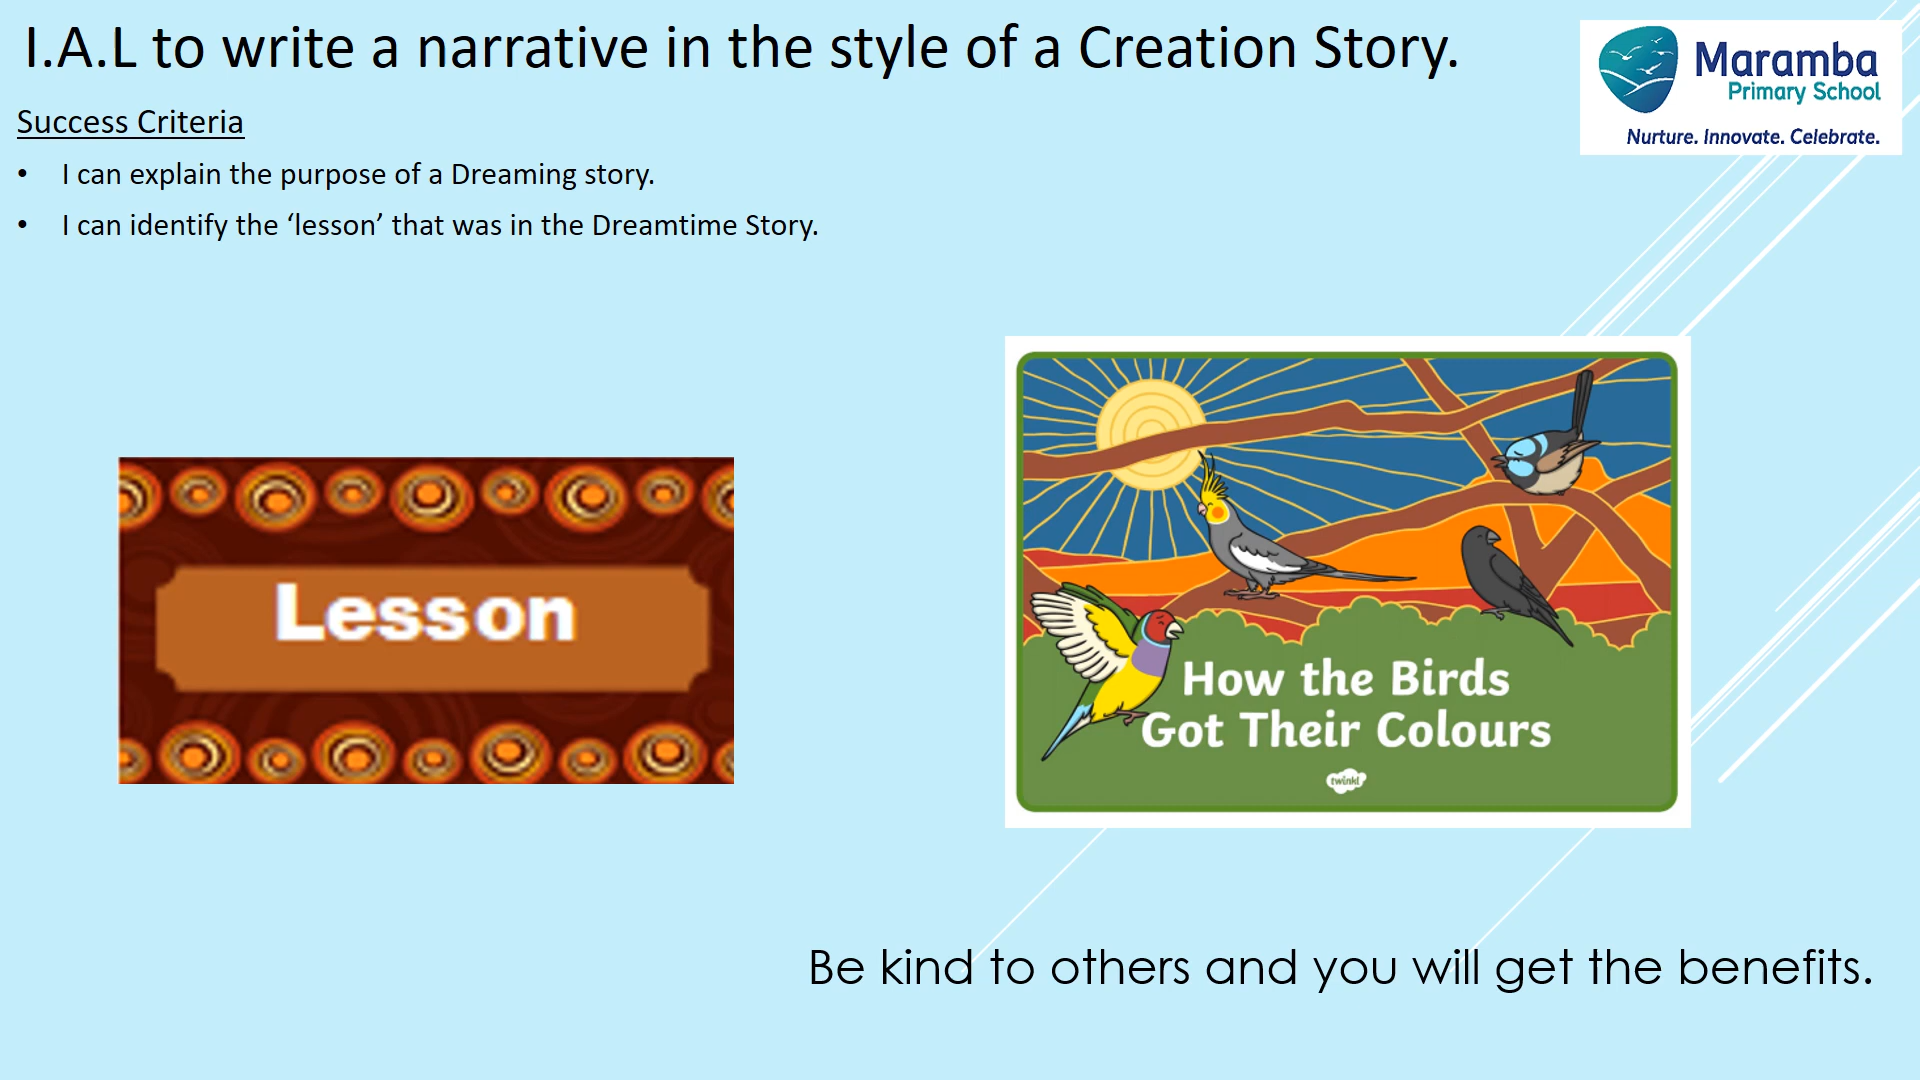 I.A.L to write a narrative in the style of a Creation Story.
Maramba
Primary School
Nurture. Innovate. Celebrate.
Success Criteria
• I can explain the purpose of a Dreaming story.
• I can identify the ‘lesson’ that was in the Dreamtime Story.
Lesson
How the Birds
Got Their Colours
twinkl
Be kind to others and you will get the benefits.